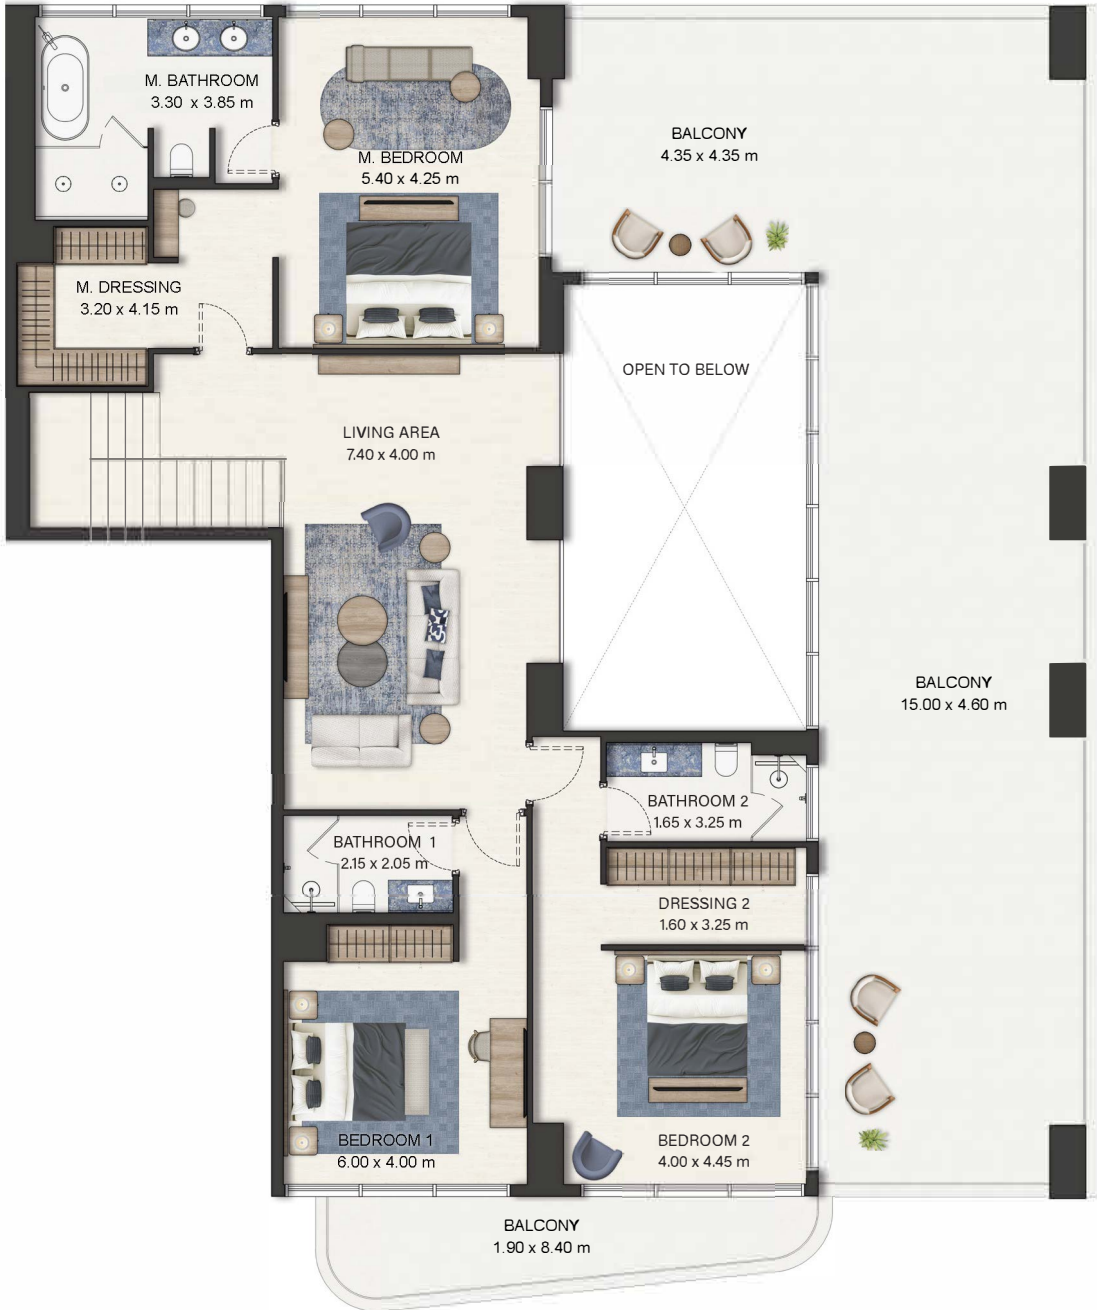 M. BATHROOM
3.30 x 3.85 m
M. BEDROOM
5.40 x 4.25 m
BALCONY
4.35 x 4.35 m
M. DRESSING
3.20 x 4.15 m
OPEN TO BELOW
LIVING AREA
7.40 x 4.00 m
BALCONY
15.00 x 4.60 m
BATHROOM 2
1.65 x 3.25 m
BATHROOM 1
2.15 x 2.05 m
DRESSING 2
1.60 x 3.25 m
BEDROOM 1
6.00 x 4.00 m
BEDROOM 2
4.00 x 4.45 m
BALCONY
1.90 x 8.40 m